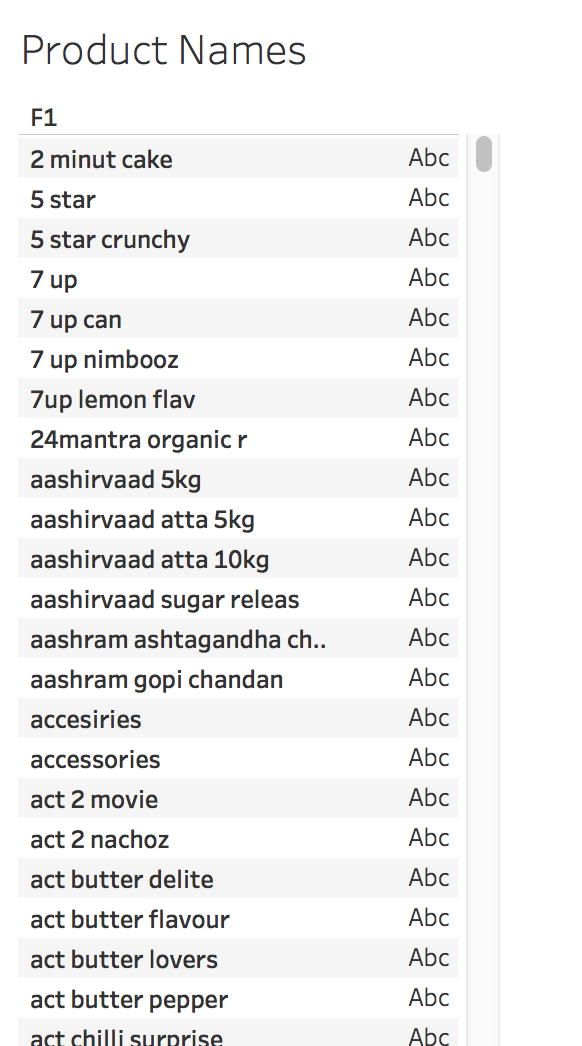 Product Names
F1
2 minut cake Abc
5 star Abc
5 star crunchy Abc
7 up Abc
7 up can Abc
7 up nimbooz Abc
7up lemon flav Abc
24mantra organic r Abc
aashirvaad 5kg Abc
aashirvaad atta 5kg Abc
aashirvaad atta 10kg Abc
aashirvaad sugar releas Abc
aashram ashtagandha ch.. Abc
aashram gopi chandan Abc
accesiries Abc
accessories Abc
act 2 movie Abc
act 2 nachoz Abc
act butter delite Abc
act butter flavour Abc
act butter lovers Abc
act butter pepper Abc
act chilli surprise Abc